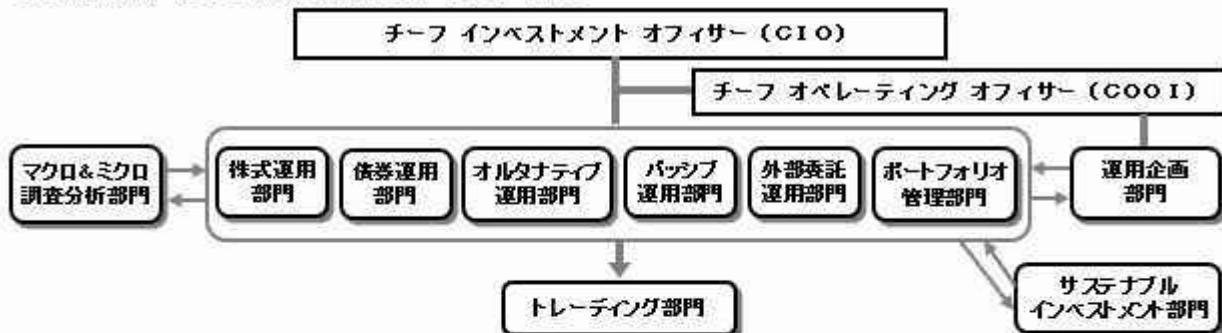 チーフ インベストメント オフィサー（CIO）
チーフ オペレーティング オフィサー（COOI）
マクロ&ミクロ
調査分析部門
株式運用
部門
債券運用
部門
オルタナティブ
運用部門
パッシブ
運用部門
外部委託
運用部門
ポートフォリオ
管理部門
運用企画
部門
トレーディング部門
サステナブル
インベストメント部門